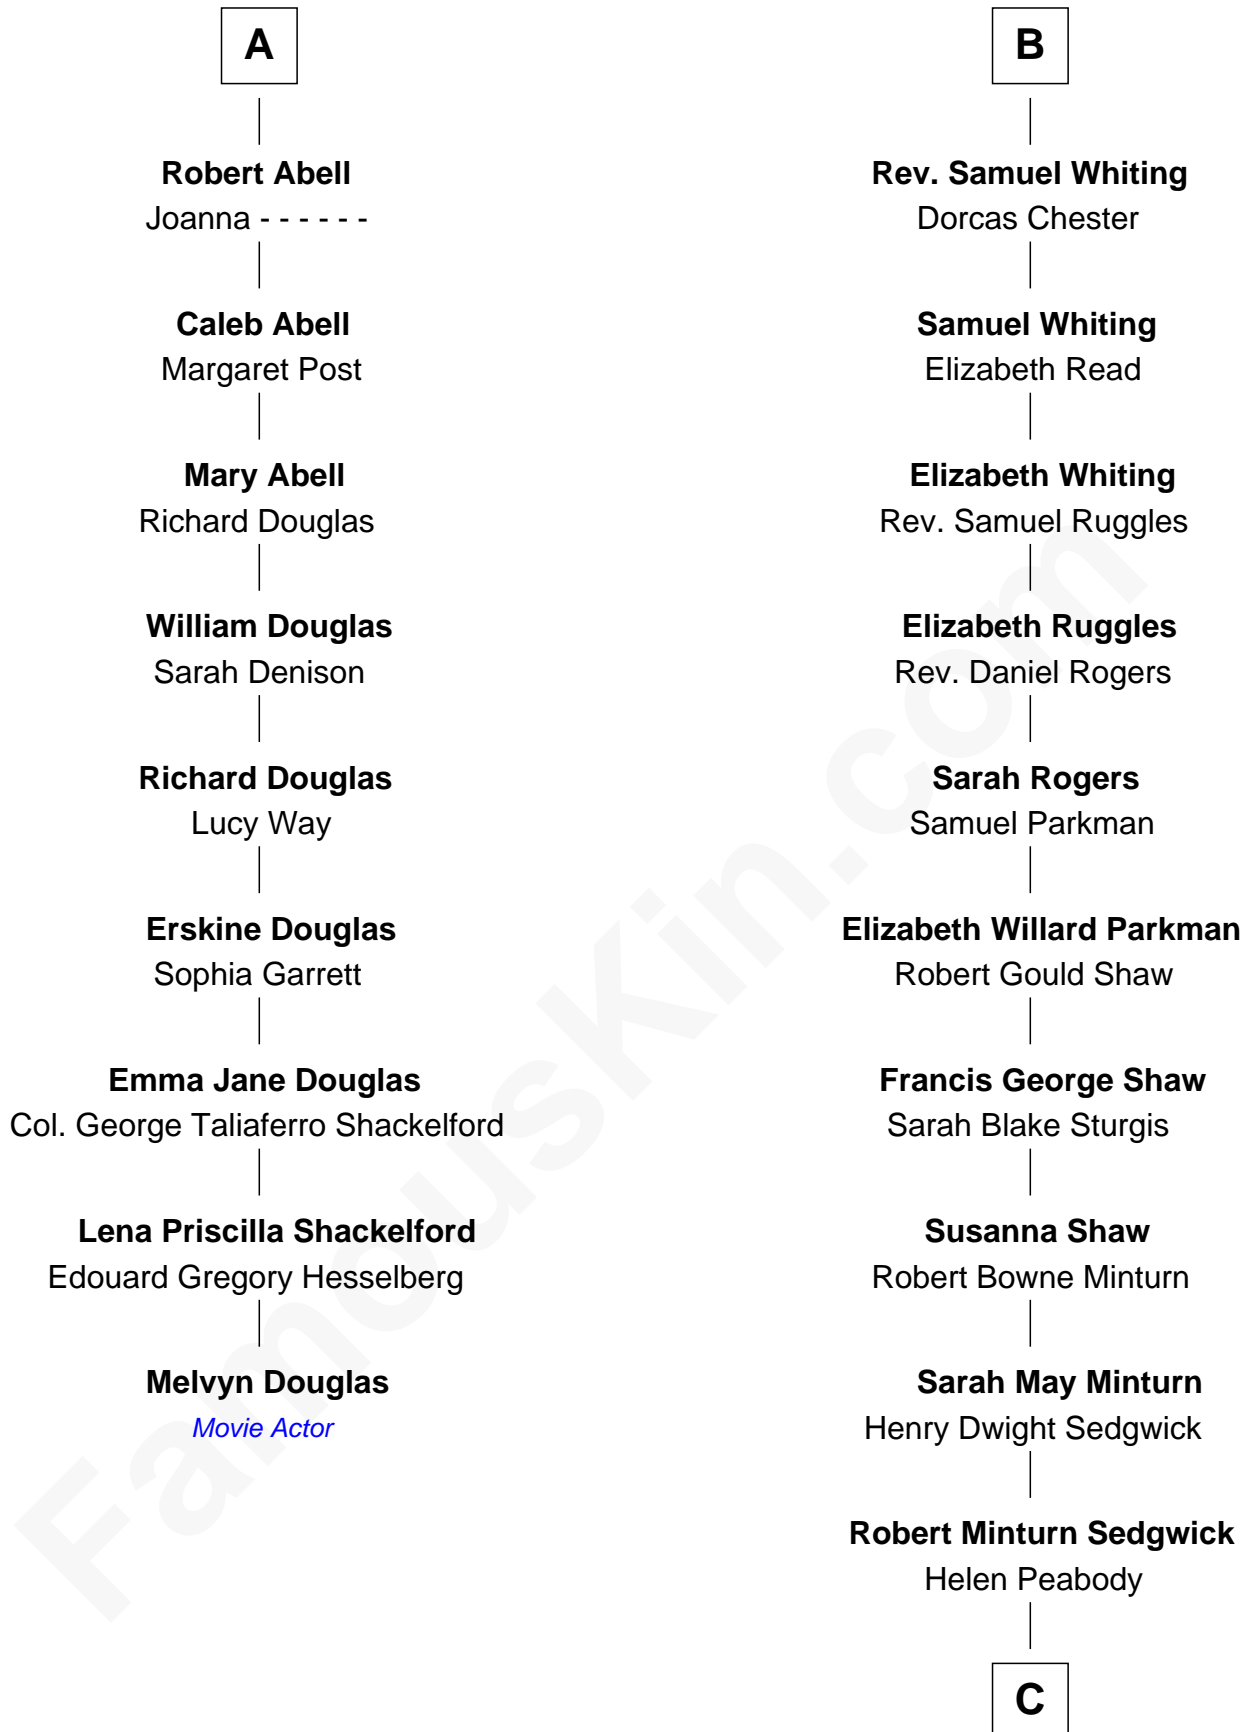 A
Robert Abell
Joanna - - - - - -
Caleb Abell
Margaret Post
Mary Abell
Richard Douglas
William Douglas
Sarah Denison
Richard Douglas
Lucy Way
Erskine Douglas
Sophia Garrett
Emma Jane Douglas
Col. George Taliaferro Shackelford
Lena Priscilla Shackelford
Edouard Gregory Hesselberg
Melvyn Douglas
Movie Actor
B
Rev. Samuel Whiting
Dorcas Chester
Samuel Whiting
Elizabeth Read
Elizabeth Whiting
Rev. Samuel Ruggles
Elizabeth Ruggles
Rev. Daniel Rogers
Sarah Rogers
Samuel Parkman
Elizabeth Willard Parkman
Robert Gould Shaw
Francis George Shaw
Sarah Blake Sturgis
Susanna Shaw
Robert Bowne Minturn
Sarah May Minturn
Henry Dwight Sedgwick
Robert Minturn Sedgwick
Helen Peabody
C
FamousKin.com